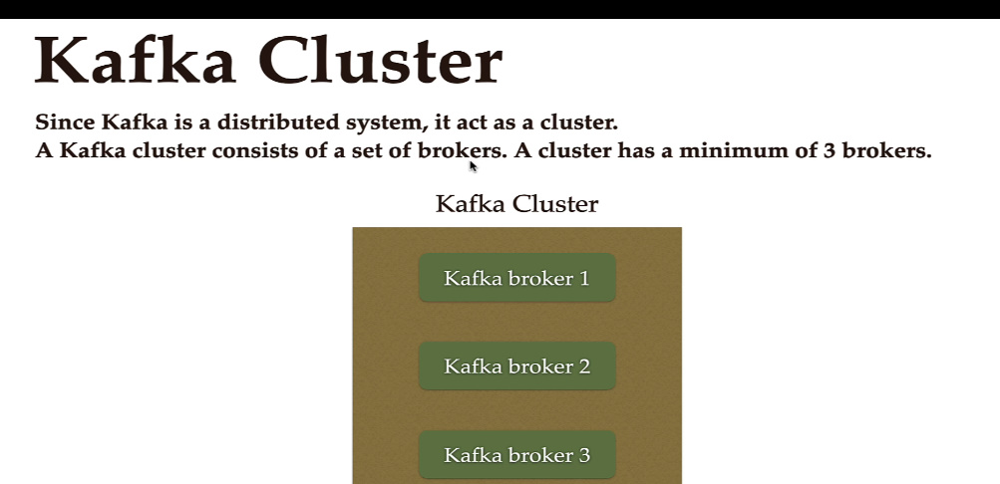 Kafka Cluster
Since Kafka is a distributed system, it act as a cluster.
A Kafka cluster consists of a set of brokers. A cluster has a minimum of 3 brokers.
Kafka Cluster
Kafka broker 1
Kafka broker 2
Kafka broker 3